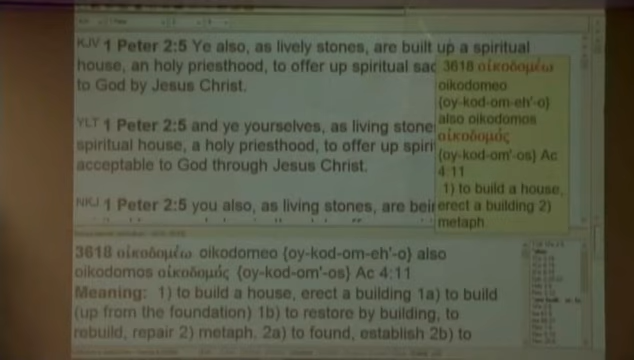 KJV 1 Peter 2:5 Ye also, as lively stones, are built up a spiritual
house, an holy priesthood, to offer up spiritual sac
to God by Jesus Christ.
YLT 1 Peter 2:5 and ye yourselves, as living stone
spiritual house, a holy priesthood, to offer up spiri
acceptable to God through Jesus Christ.
NKJ 1 Peter 2:5 you also, as living stones, are bein
3618 οἰκοδομέω
oikodomeo
{oy-kod-om-eh'-o}
also oikodomos
οἰκοδομός
{oy-kod-om'-os} Ac
4:11
1) to build a house,
erect a building 2)
metaph
3618 οἰκοδομέω oikodomeo {oy-kod-om-eh'-o} also
oikodomos οἰκοδομός {oy-kod-om'-os} Ac 4:11
Meaning: 1) to build a house, erect a building 1a) to build
(up from the foundation) 1b) to restore by building, to
rebuild, repair 2) metaph. 2a) to found, establish 2b) to